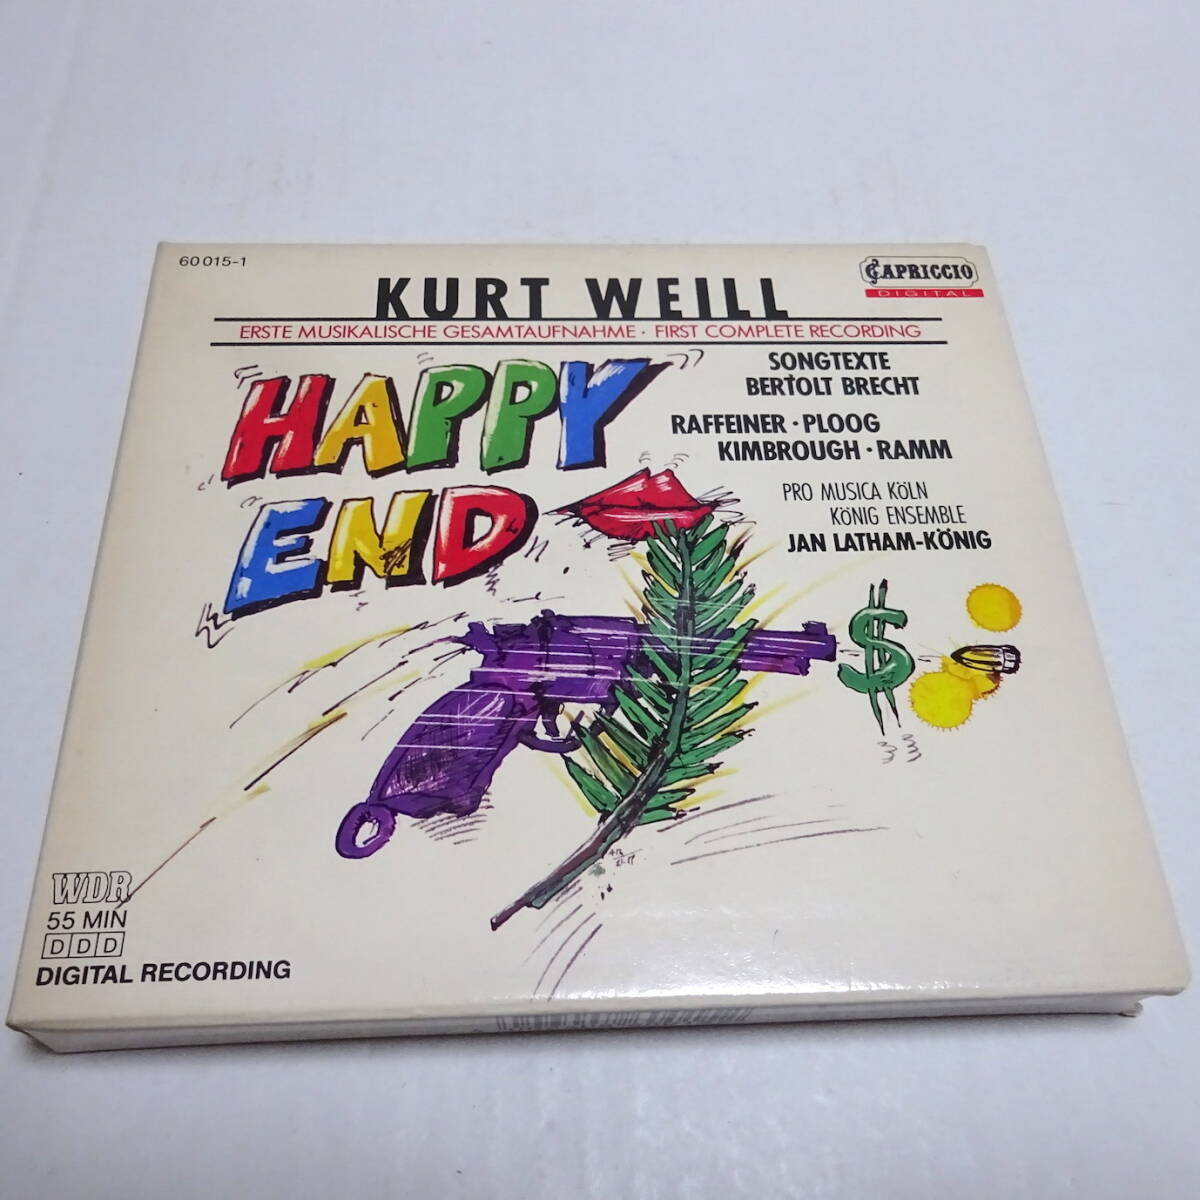 60 015-1
KURT WEILL
CAPRICCIO
DIGITAL
ERSTE MUSIKALISCHE GESAMTAUFNAHME · FIRST COMPLETE RECORDING
"HAPPY
END"
SONGTEXTE
BERTOLT BRECHT
RAFFEINER · PLOOG
KIMBROUGH · RAMM
PRO MUSICA KÖLN
KÖNIG ENSEMBLE
JAN LATHAM-KÖNIG
$
WDR
55 MIN
DDD
DIGITAL RECORDING